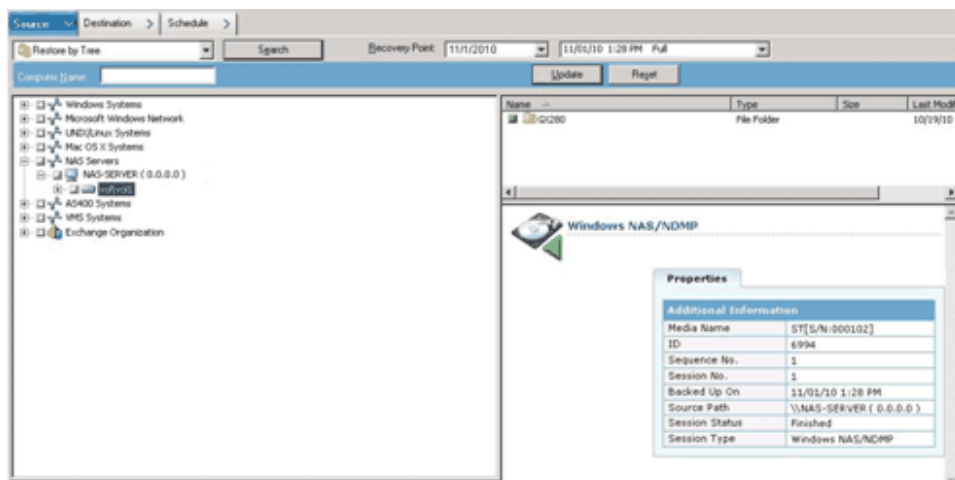 Source Destination > Schedule >
Restore by Tree Search Recovery Point: 11/1/2010 11/01/10 1:28 PM Full
Computer Name: Update Reset
Windows Systems
Microsoft Windows Network
UNIX/Linux Systems
Mac OS X Systems
NAS Servers
NAS-SERVER ( 0.0.0.0 )
AS400 Systems
VMS Systems
Exchange Organization
Name Type Size Last Modif
GX280 File Folder 10/19/10
Windows NAS/NDMP
Properties
Additional Information
Media Name ST[S/N:000102]
ID 6994
Sequence No. 1
Session No. 1
Backed Up On 11/01/10 1:28 PM
Source Path \\NAS-SERVER ( 0.0.0.0 )
Session Status Finished
Session Type Windows NAS/NDMP